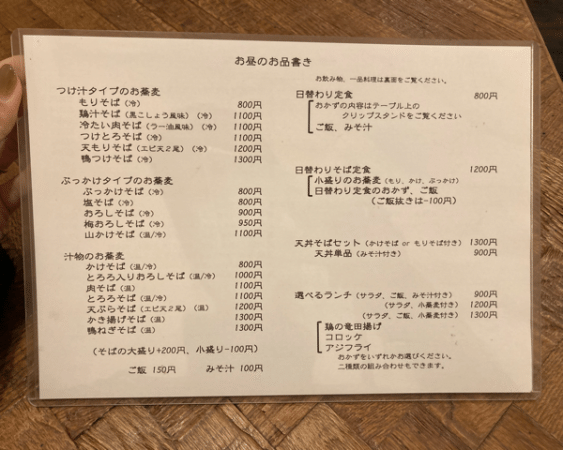 お昼のお品書き
お飲み物、一品料理は裏面をご覧ください。
つけ汁タイプのお蕎麦
もりそば(冷) 800円
鶏汁そば(黒こしょう風味)(冷) 1100円
冷たい肉そば(ラー油風味)(冷) 1100円
つけとろそば(冷) 1100円
天もりそば(エビ天2尾)(冷) 1200円
鴨つけそば(冷) 1300円
ぶっかけタイプのお蕎麦
ぶっかけそば(冷) 800円
塩そば(冷) 800円
おろしそば(冷) 900円
梅おろしそば(冷) 950円
山かけそば(温/冷) 1100円
汁物のお蕎麦
かけそば(温/冷) 800円
とろろ入りおろしそば(温/冷) 1000円
肉そば(温) 1100円
とろろそば(温/冷) 1100円
天ぷらそば(エビ天2尾)(温) 1200円
かき揚げそば(温) 1300円
鴨ねぎそば(温) 1300円
(そばの大盛り+200円、小盛り-100円)
ご飯 150円 みそ汁 100円
日替わり定食 800円
おかずの内容はテーブル上の
クリップスタンドをご覧ください
ご飯、みそ汁
日替わりそば定食 1200円
小盛りのお蕎麦(もり、かけ、ぶっかけ)
日替わり定食のおかず、ご飯
(ご飯抜きは-100円)
天丼そばセット(かけそば or もりそば付き) 1300円
天丼単品(みそ汁付き) 900円
選べるランチ(サラダ、ご飯、みそ汁付き) 900円
(サラダ、小蕎麦付き) 1200円
(サラダ、ご飯、小蕎麦付き) 1300円
鶏の竜田揚げ
コロッケ
アジフライ
おかずをいずれかお選びください。
二種類の組み合わせもできます。